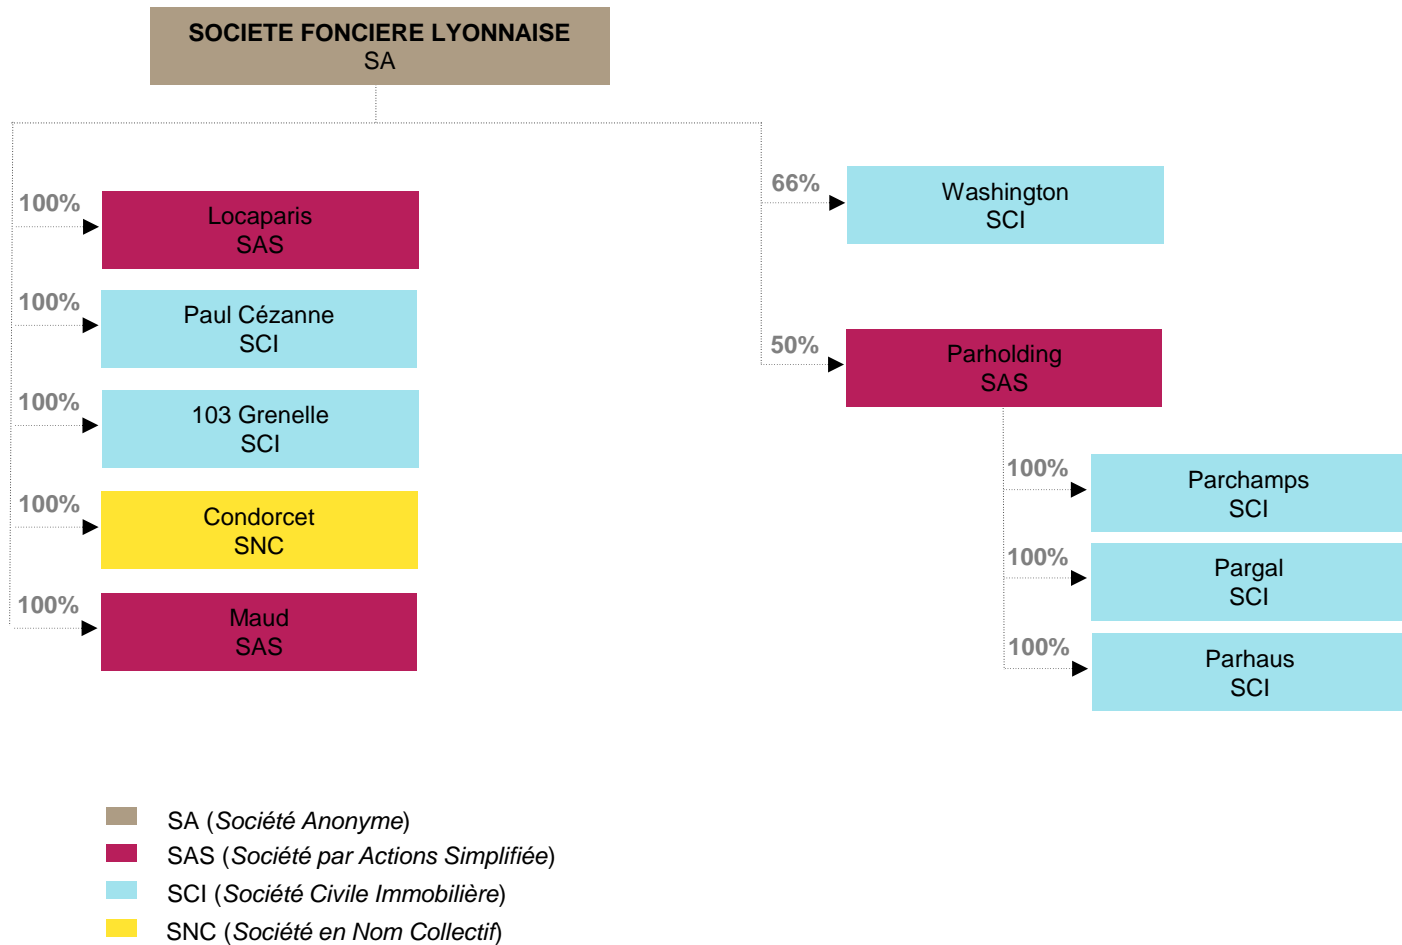 SOCIETE FONCIERE LYONNAISE
SA
100%
Locaparis
SAS
100%
Paul Cézanne
SCI
100%
103 Grenelle
SCI
100%
Condorcet
SNC
100%
Maud
SAS
66%
Washington
SCI
50%
Parholding
SAS
100%
Parchamps
SCI
100%
Pargal
SCI
100%
Parhaus
SCI
SA (Société Anonyme)
SAS (Société par Actions Simplifiée)
SCI (Société Civile Immobilière)
SNC (Société en Nom Collectif)